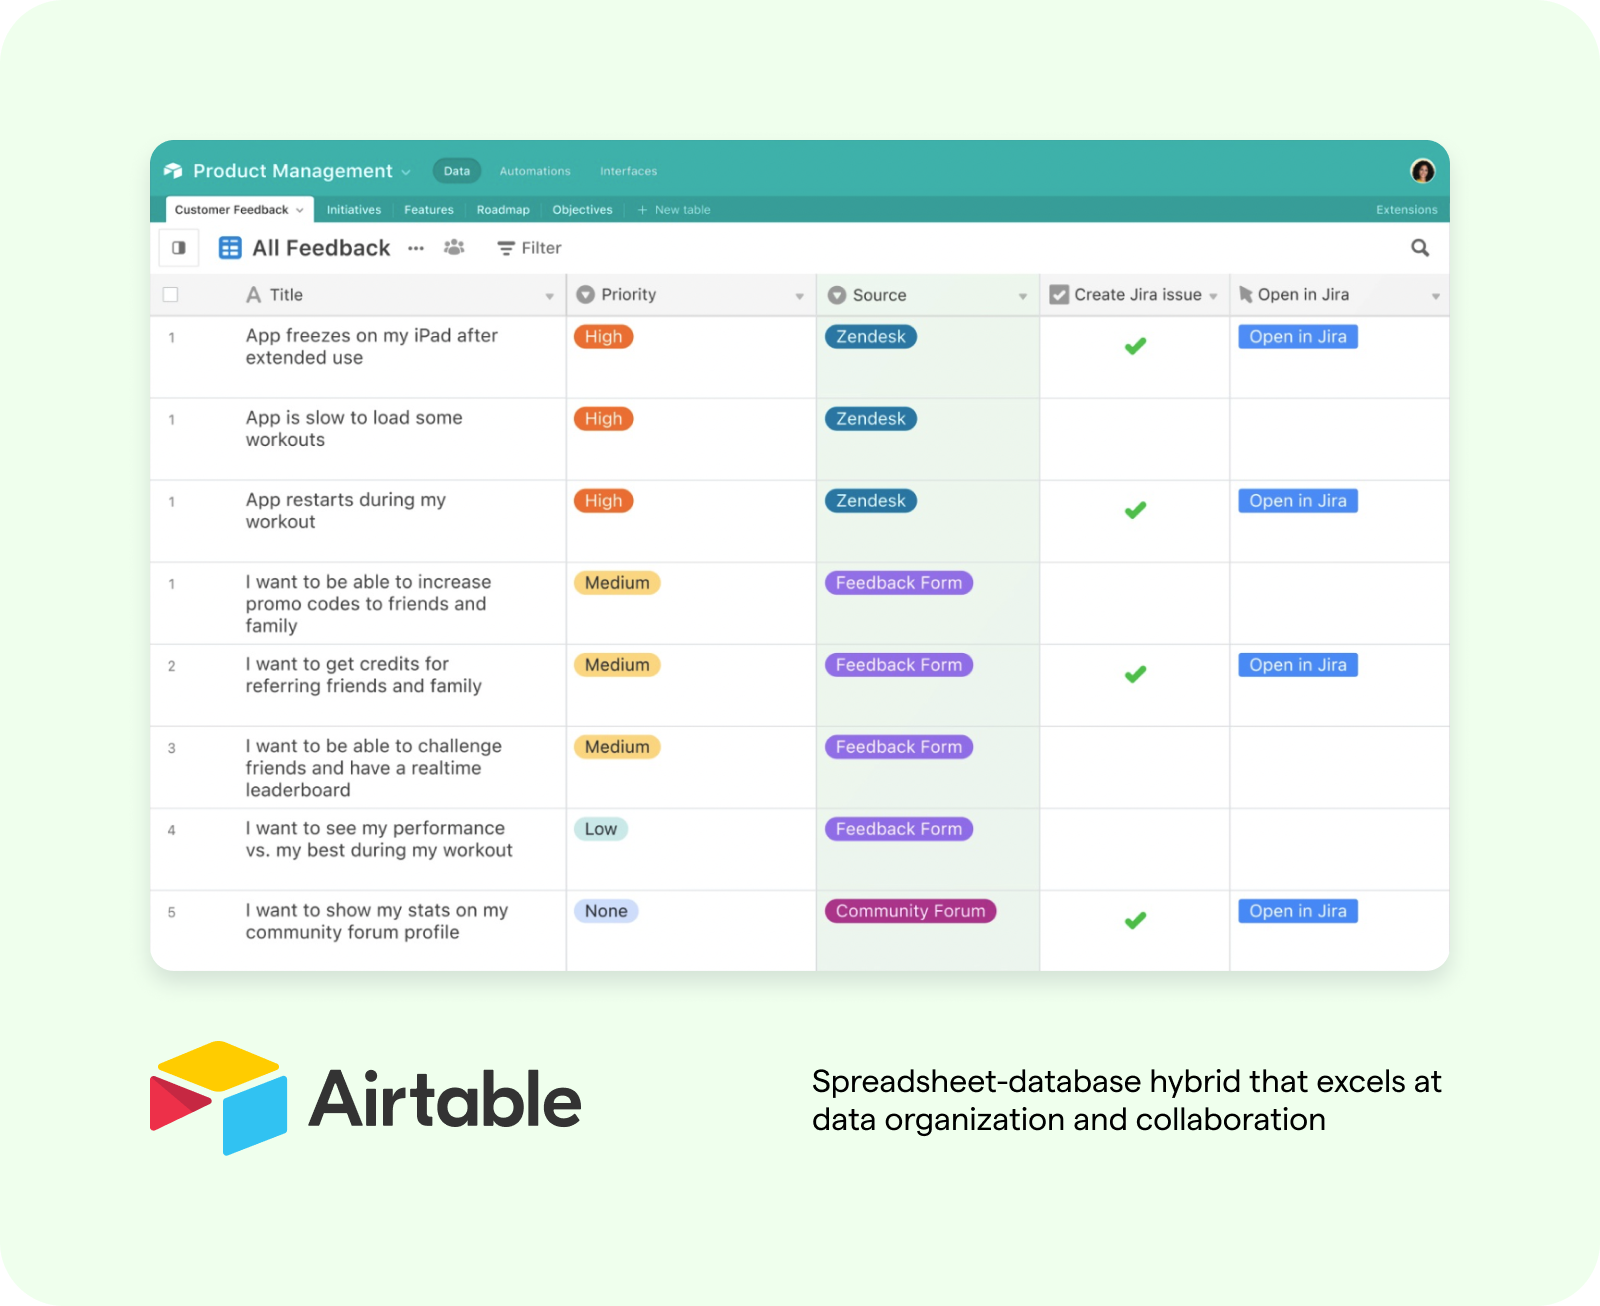 Product Management Data Automations Interfaces
Customer Feedback Initiatives Features Roadmap Objectives + New table Extensions
All Feedback ... Filter
A Title Priority Source Create Jira issue Open in Jira
1 App freezes on my iPad after High Zendesk Open in Jira
extended use
1 App is slow to load some High Zendesk
workouts
1 App restarts during my High Zendesk Open in Jira
workout
1 I want to be able to increase Medium Feedback Form
promo codes to friends and
family
2 I want to get credits for Medium Feedback Form Open in Jira
referring friends and family
3 I want to be able to challenge Medium Feedback Form
friends and have a realtime
leaderboard
4 I want to see my performance Low Feedback Form
vs. my best during my workout
5 I want to show my stats on my None Community Forum Open in Jira
community forum profile
Airtable
Spreadsheet-database hybrid that excels at
data organization and collaboration